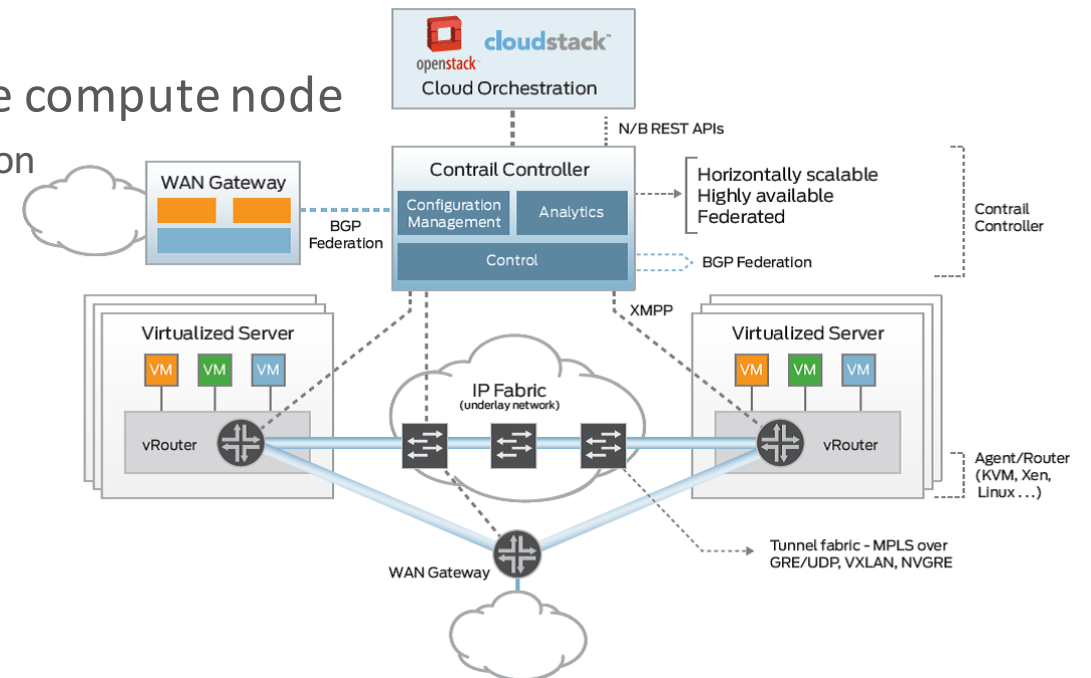 openstack™
cloudstack™
Cloud Orchestration
e compute node
on
N/B REST APIs
WAN Gateway
BGP
Federation
Contrail Controller
Configuration
Management
Analytics
Control
Horizontally scalable
Highly available
Federated
Contrail
Controller
BGP Federation
XMPP
Virtualized Server
VM
VM
VM
vRouter
IP Fabric
(underlay network)
Virtualized Server
VM
VM
VM
vRouter
Agent/Router
(KVM, Xen,
Linux . . .)
WAN Gateway
Tunnel fabric - MPLS over
GRE/UDP, VXLAN, NVGRE